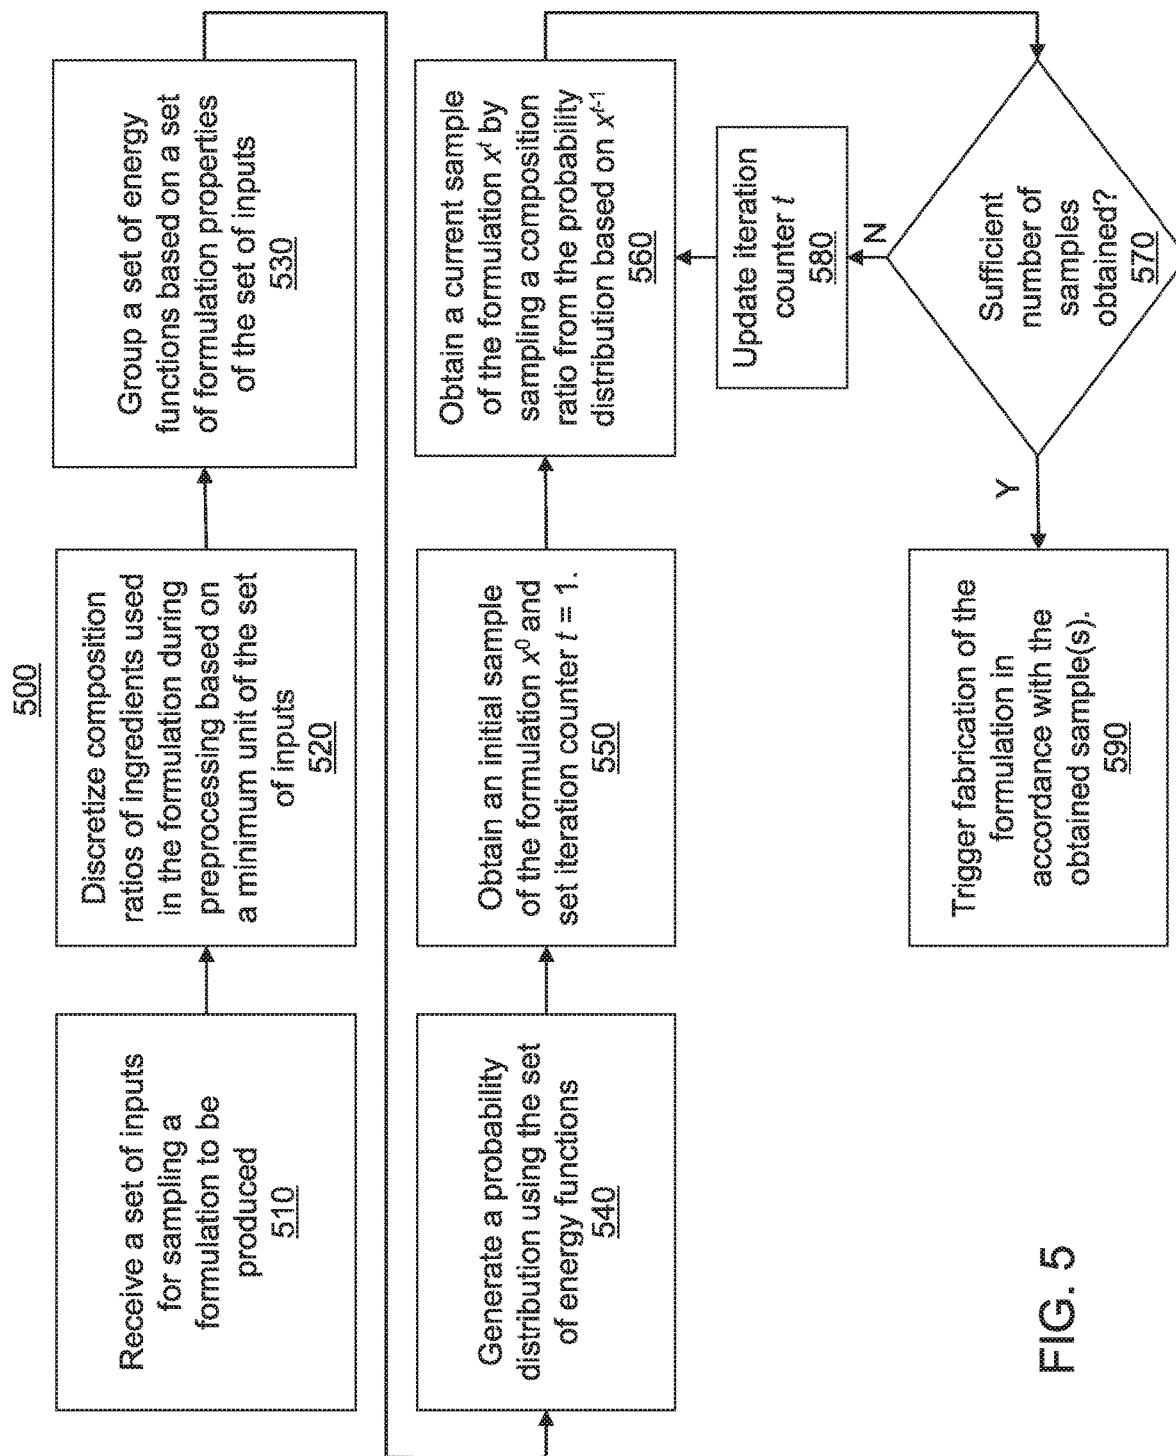 500
Receive a set of inputs
for sampling a
formulation to be
produced
510
Discretize composition
ratios of ingredients used
in the formulation during
preprocessing based on
a minimum unit of the set
of inputs
520
Group a set of energy
functions based on a set
of formulation properties
of the set of inputs
530
Generate a probability
distribution using the set
of energy functions
540
Obtain an initial sample
of the formulation x⁰ and
set iteration counter t = 1.
550
Obtain a current sample
of the formulation xᵗ by
sampling a composition
ratio from the probability
distribution based on xᵗ⁻¹
560
Sufficient
number of
samples
obtained?
570
N
Update iteration
counter t
580
Y
Trigger fabrication of the
formulation in
accordance with the
obtained sample(s).
590
FIG. 5